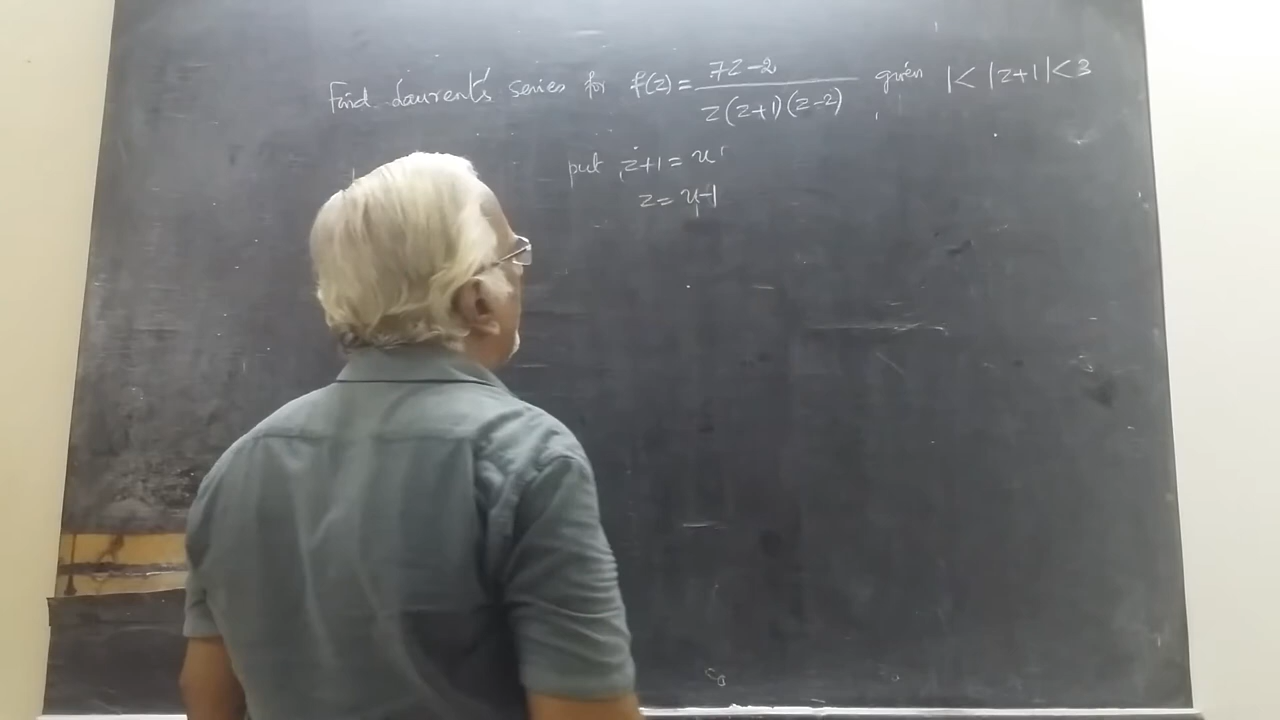 Find Laurent's series for f(z) = 7z-2 / z(z+1)(z-2) given 1 < |z+1| < 3
put z+1 = u
z = u-1